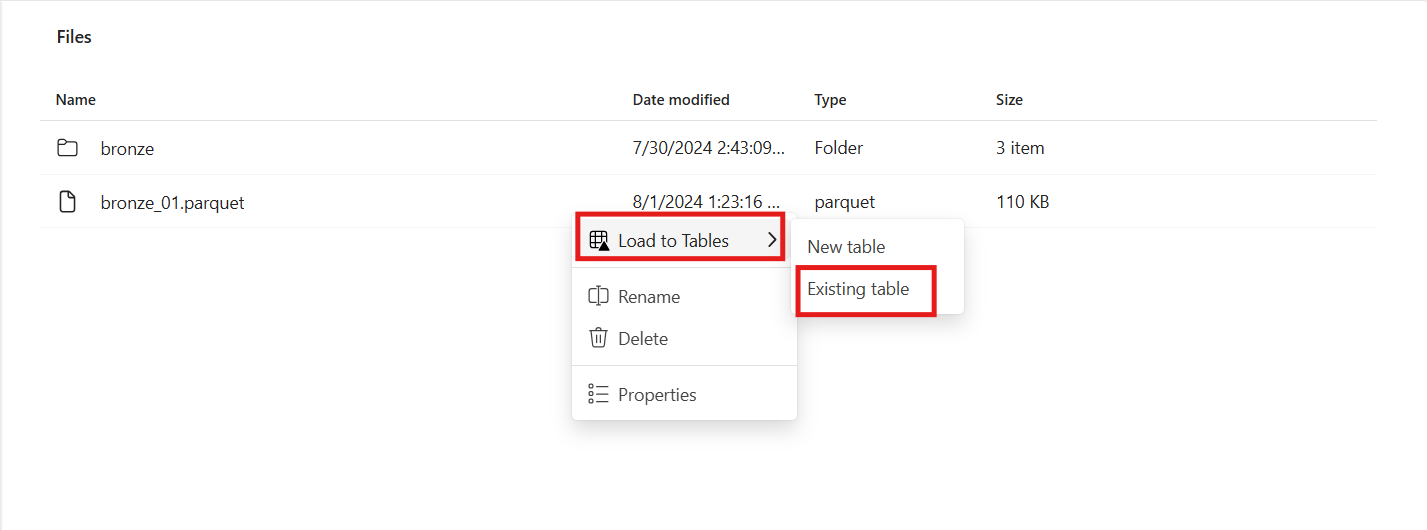 Files
Name Date modified Type Size
bronze 7/30/2024 2:43:09... Folder 3 item
bronze_01.parquet 8/1/2024 1:23:16 ... parquet 110 KB
Load to Tables
New table
Existing table
Rename
Delete
Properties